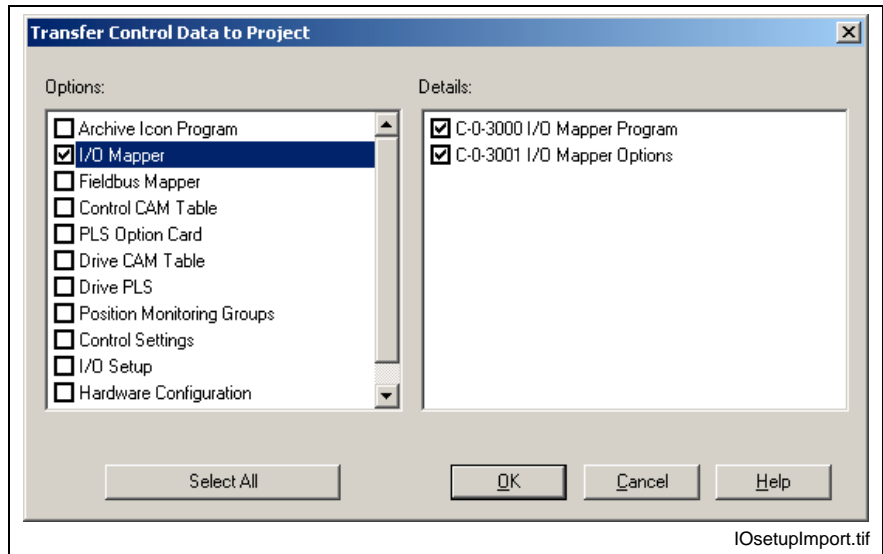 Transfer Control Data to Project
Options:
Details:
Archive Icon Program
I/O Mapper
Fieldbus Mapper
Control CAM Table
PLS Option Card
Drive CAM Table
Drive PLS
Position Monitoring Groups
Control Settings
I/O Setup
Hardware Configuration
C-0-3000 I/O Mapper Program
C-0-3001 I/O Mapper Options
Select All
OK
Cancel
Help
IOsetupImport.tif